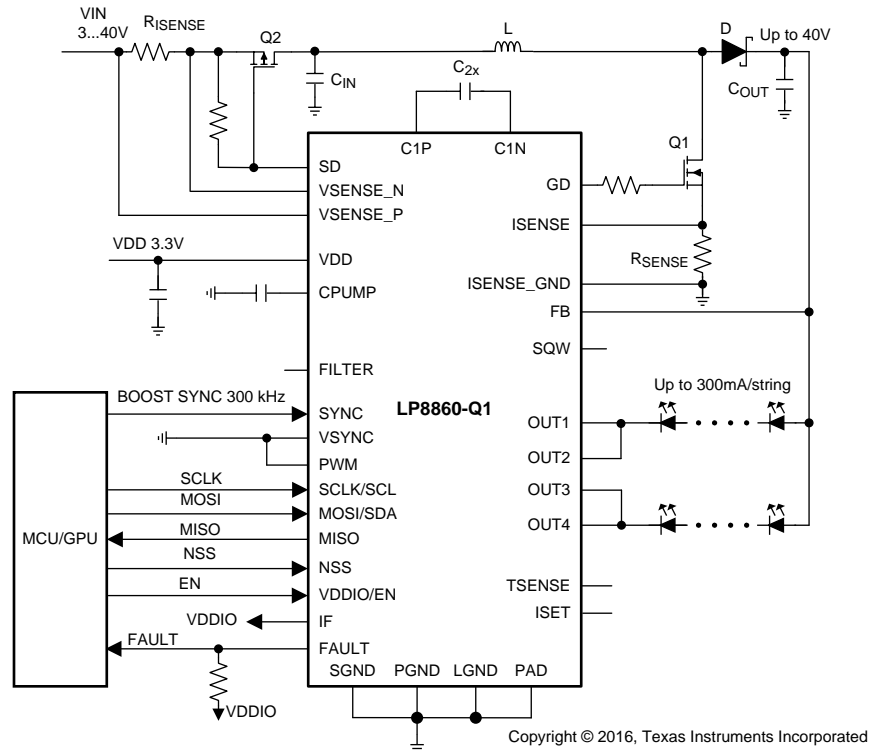 VIN
3...40V
RISENSE
Q2
L
D
Up to 40V
CIN
C2x
COUT
C1P
C1N
Q1
SD
GD
VSENSE_N
VSENSE_P
ISENSE
VDD 3.3V
VDD
RSENSE
ISENSE_GND
CPUMP
FB
SQW
FILTER
Up to 300mA/string
BOOST SYNC 300 kHz
SYNC
LP8860-Q1
OUT1
VSYNC
OUT2
PWM
SCLK
SCLK/SCL
OUT3
MOSI
MOSI/SDA
OUT4
MCU/GPU
MISO
MISO
NSS
NSS
EN
VDDIO/EN
TSENSE
VDDIO
IF
ISET
FAULT
FAULT
SGND
PGND
LGND
PAD
VDDIO
Copyright © 2016, Texas Instruments Incorporated